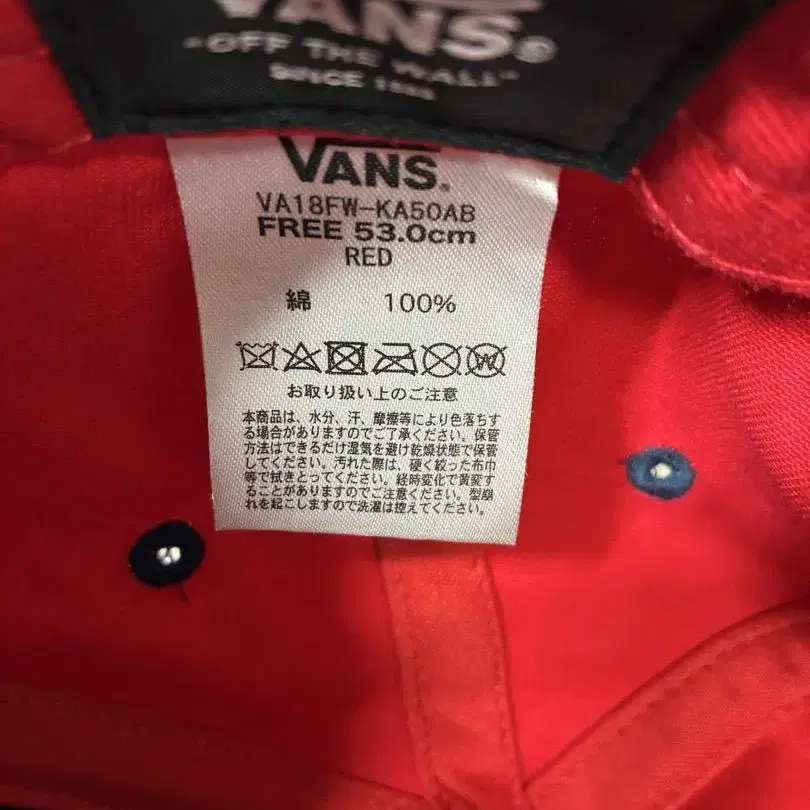 VANS
"OFF THE WALL"
SINCE 1966
VANS.
VA18FW-KA50AB
FREE 53.0cm
RED
綿 100%
お取り扱い上のご注意
本商品は、水分、汗、摩擦等により色落ちす
る場合がありますのでご了承ください。保管
方法はできるだけ湿気を避け乾燥状態で保管
してください。汚れた際は、硬く絞った布巾
等で拭きとってください。経時変化で黄変す
ることがありますのでご注意ください。型崩
れを起こしますので洗濯は控えてください。